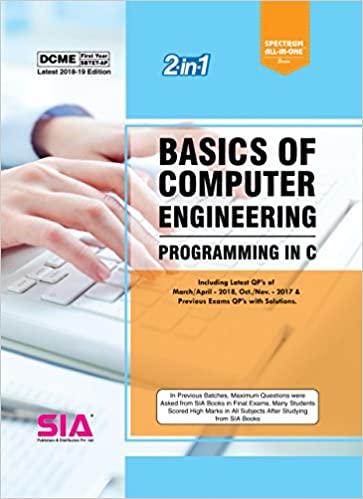 DCME First Year SBTET-AP
Latest 2018-19 Edition
2-in-1
SPECTRUM
ALL-IN-ONE
Series
BASICS OF
COMPUTER
ENGINEERING
PROGRAMMING IN C
Including Latest QP's of
March/April - 2018, Oct./Nov. - 2017 &
Previous Exams QP's with Solutions.
In Previous Batches, Maximum Questions were
Asked from SIA Books in Final Exams, Many Students
Scored High Marks in All Subjects After Studying
from SIA Books
SIA
Publishers & Distributors Pvt. Ltd.